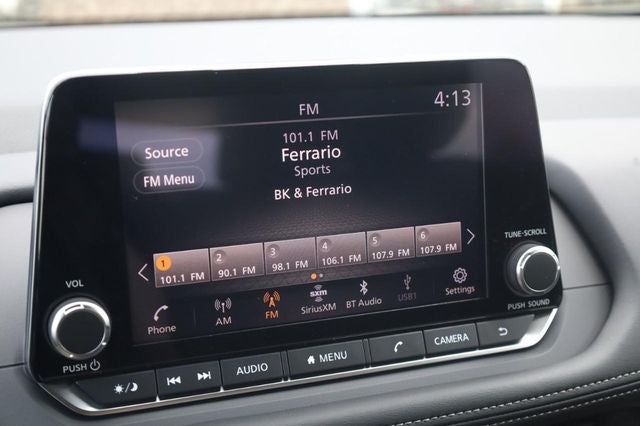 FM
4:13
101.1 FM
Source
Ferrario
Sports
FM Menu
BK & Ferrario
1 2 3 4 5 6
101.1 FM 90.1 FM 98.1 FM 106.1 FM 107.9 FM 107.9 FM
Phone
AM
FM
sxm
SiriusXM
BT Audio
USB1
Settings
VOL
PUSH
TUNE·SCROLL
PUSH SOUND
AUDIO
MENU
CAMERA